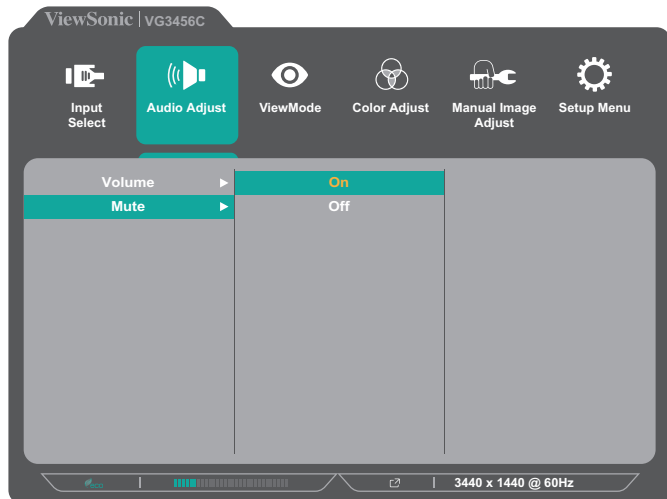 ViewSonic | VG3456C
Input
Select
Audio Adjust
ViewMode
Color Adjust
Manual Image
Adjust
Setup Menu
Volume
On
Mute
Off
eco
3440 x 1440 @ 60Hz